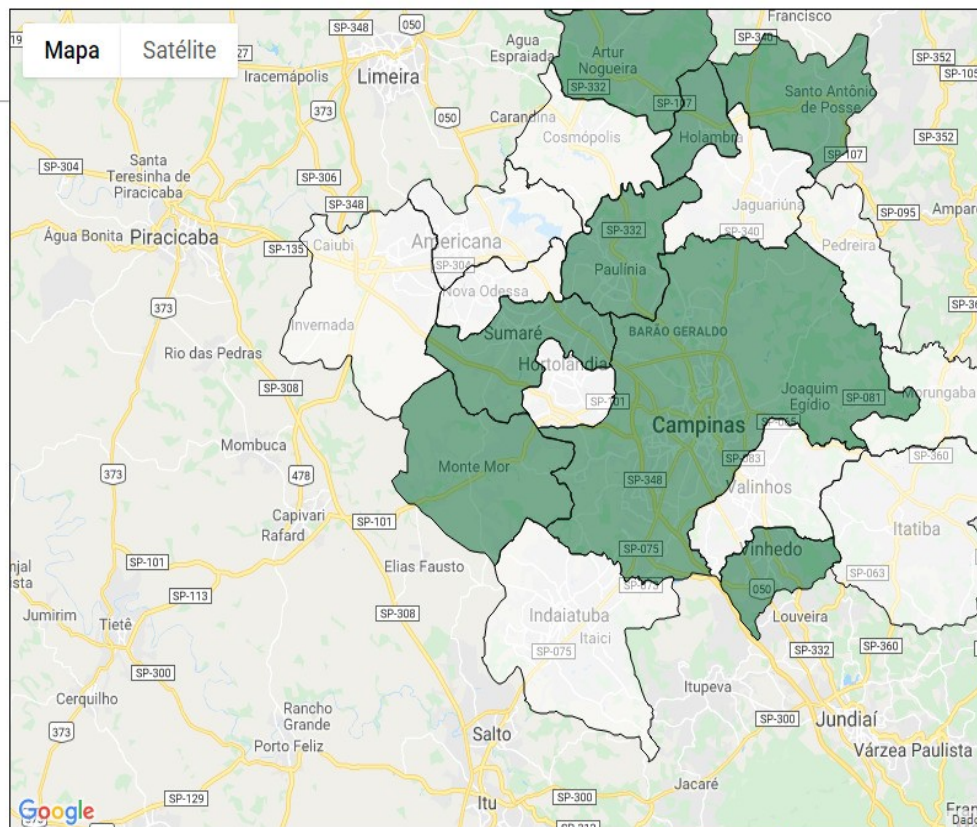 Mapa
Satélite
SP-348
050
Francisco
SP-340
Agua
Espraiada
Artur
Nogueira
SP-352
SP-105
Limeira
Iracemápolis
SP-332
SP-107
Santo Antônio
de Posse
373
050
Carandina
Cosmópolis
Holambra
SP-352
SP-304
Santa
Teresinha de
Piracicaba
SP-306
SP-107
SP-348
Jaguariúna
SP-095
Água Bonita
Piracicaba
SP-135
Caiubi
Americana
SP-332
SP-340
Pedreira
SP-304
Paulínia
Nova Odessa
373
Invernada
Sumaré
BARÃO GERALDO
Rio das Pedras
Hortolândia
SP-308
SP-101
Joaquim
Egídio
SP-081
Morungaba
Campinas
SP-065
Mombuca
373
478
Monte Mor
SP-083
SP-360
SP-348
Valinhos
Capivari
Rafard
SP-101
Itatiba
SP-101
SP-075
Vinhedo
Elias Fausto
SP-063
SP-113
SP-075
050
Jumirim
Tietê
SP-308
Indaiatuba
Itaici
Louveira
SP-075
SP-332
SP-360
SP-300
Cerquilho
Itupeva
Rancho
Grande
SP-300
373
Salto
Jundiaí
Porto Feliz
Várzea Paulista
Jacaré
SP-129
Itu
SP-300
Google